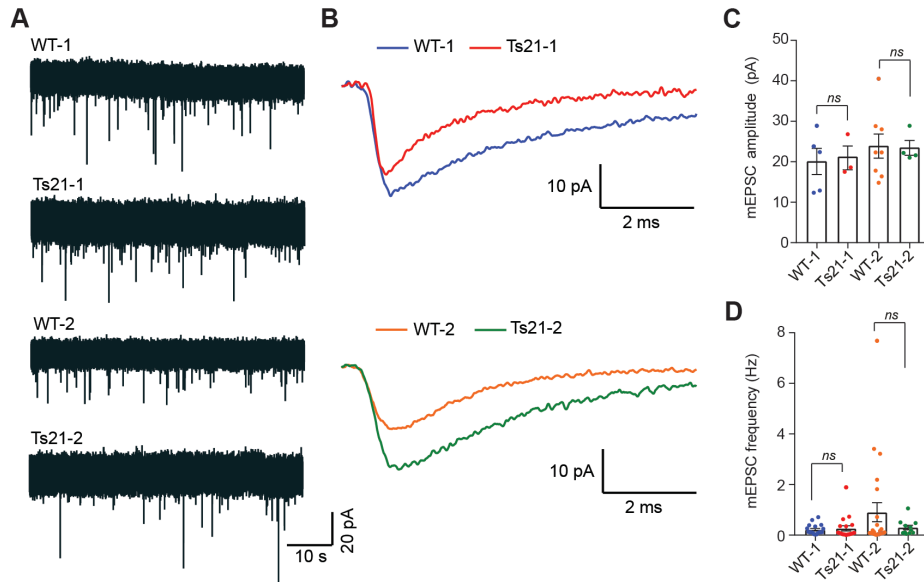 A
WT-1
Ts21-1
WT-2
Ts21-2
10 s
20 pA
B
WT-1 Ts21-1
10 pA
2 ms
WT-2 Ts21-2
10 pA
2 ms
C
mEPSC amplitude (pA)
50
40
30
20
10
0
ns
ns
WT-1
Ts21-1
WT-2
Ts21-2
D
mEPSC frequency (Hz)
8
6
4
2
0
ns
ns
WT-1
Ts21-1
WT-2
Ts21-2